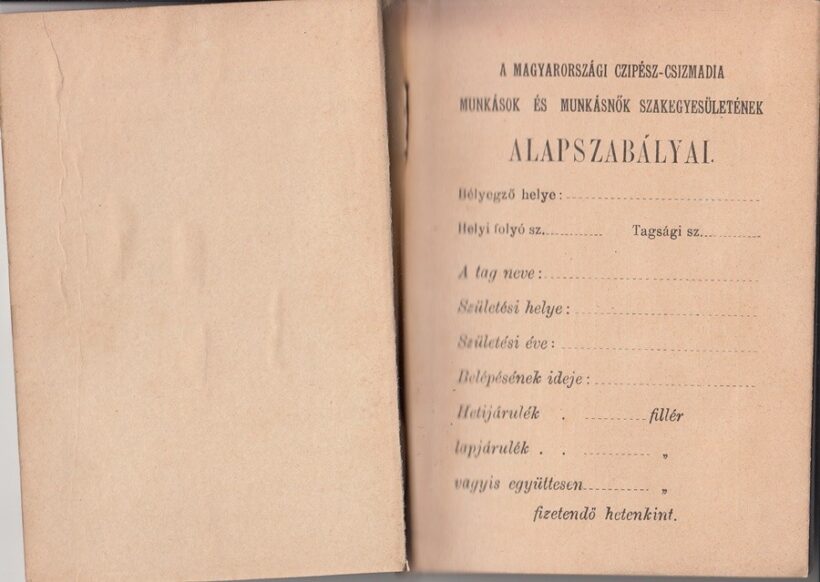 A MAGYARORSZÁGI CZIPÉSZ-CSIZMADIA
MUNKÁSOK ÉS MUNKÁSNŐK SZAKEGYESÜLETÉNEK
ALAPSZABÁLYAI.
Bélyegző helye:
Helyi folyó sz. Tagsági sz.
A tag neve:
Születési helye:
Születési éve:
Belépésének ideje:
Hetijárulék . fillér
lapjárulék . . „
vagyis együttesen „
fizetendő hetenkint.